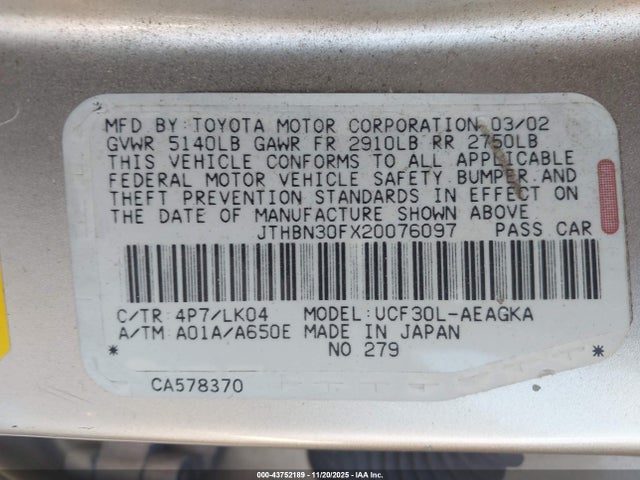 MFD BY: TOYOTA MOTOR CORPORATION 03/02
GVWR 5140LB GAWR FR 2910LB RR 2750LB
THIS VEHICLE CONFORMS TO ALL APPLICABLE
FEDERAL MOTOR VEHICLE SAFETY BUMPER AND
THEFT PREVENTION STANDARDS IN EFFECT ON
THE DATE OF MANUFACTURE SHOWN ABOVE.
JTHBN30FX20076097 PASS CAR
C/TR: 4P7/LK04 MODEL: UCF30L-AEAGKA
A/TM: A01A/A650E MADE IN JAPAN
* NO 279 *
CA578370
000-43752189 - 11/20/2025 - IAA Inc.